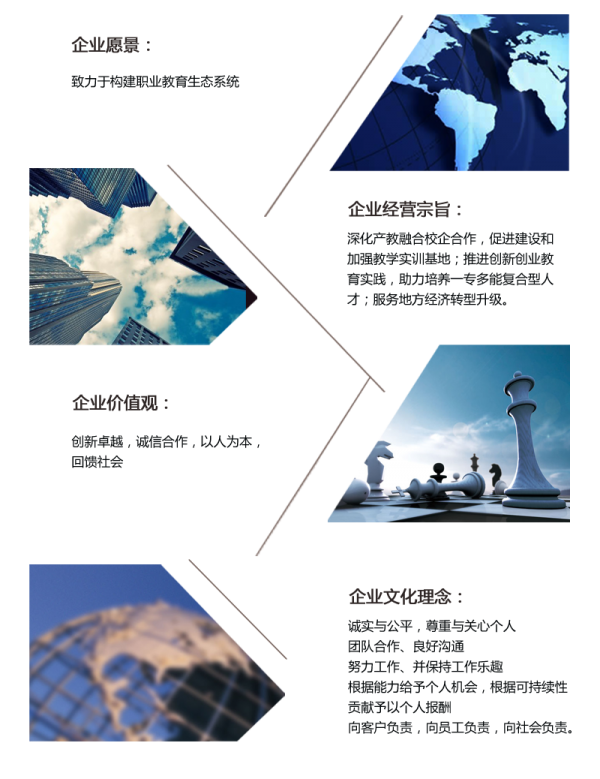 企业愿景：
致力于构建职业教育生态系统
企业经营宗旨：
深化产教融合校企合作，促进建设和
加强教学实训基地；推进创新创业教
育实践，助力培养一专多能复合型人
才；服务地方经济转型升级。
企业价值观：
创新卓越，诚信合作，以人为本，
回馈社会
企业文化理念：
诚实与公平，尊重与关心个人
团队合作、良好沟通
努力工作、并保持工作乐趣
根据能力给予个人机会，根据可持续性
贡献予以个人报酬
向客户负责，向员工负责，向社会负责。